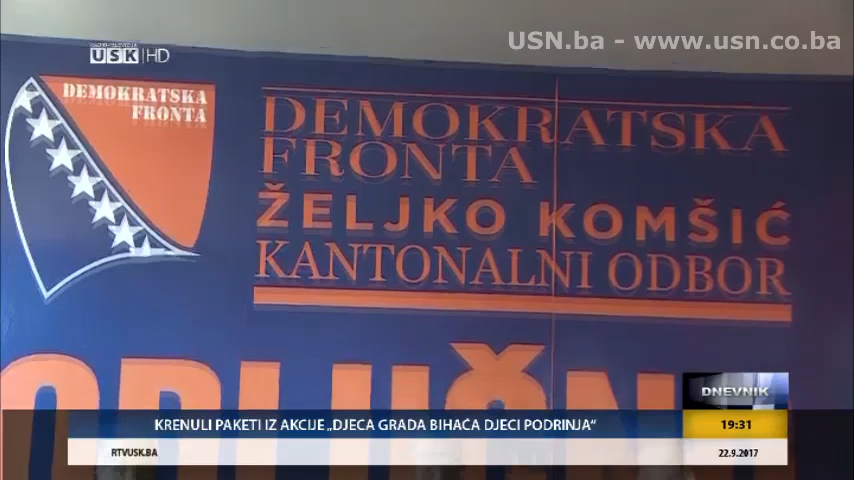 USN.ba - www.usn.co.ba
USK HD
DEMOKRATSKA
FRONTA
DEMOKRATSKA
FRONTA
ŽELJKO KOMŠIĆ
KANTONALNI ODBOR
DNEVNIK
KRENULI PAKETI IZ AKCIJE „DJECA GRADA BIHAĆA DJECI PODRINJA“
19:31
RTVUSK.BA
22.9.2017